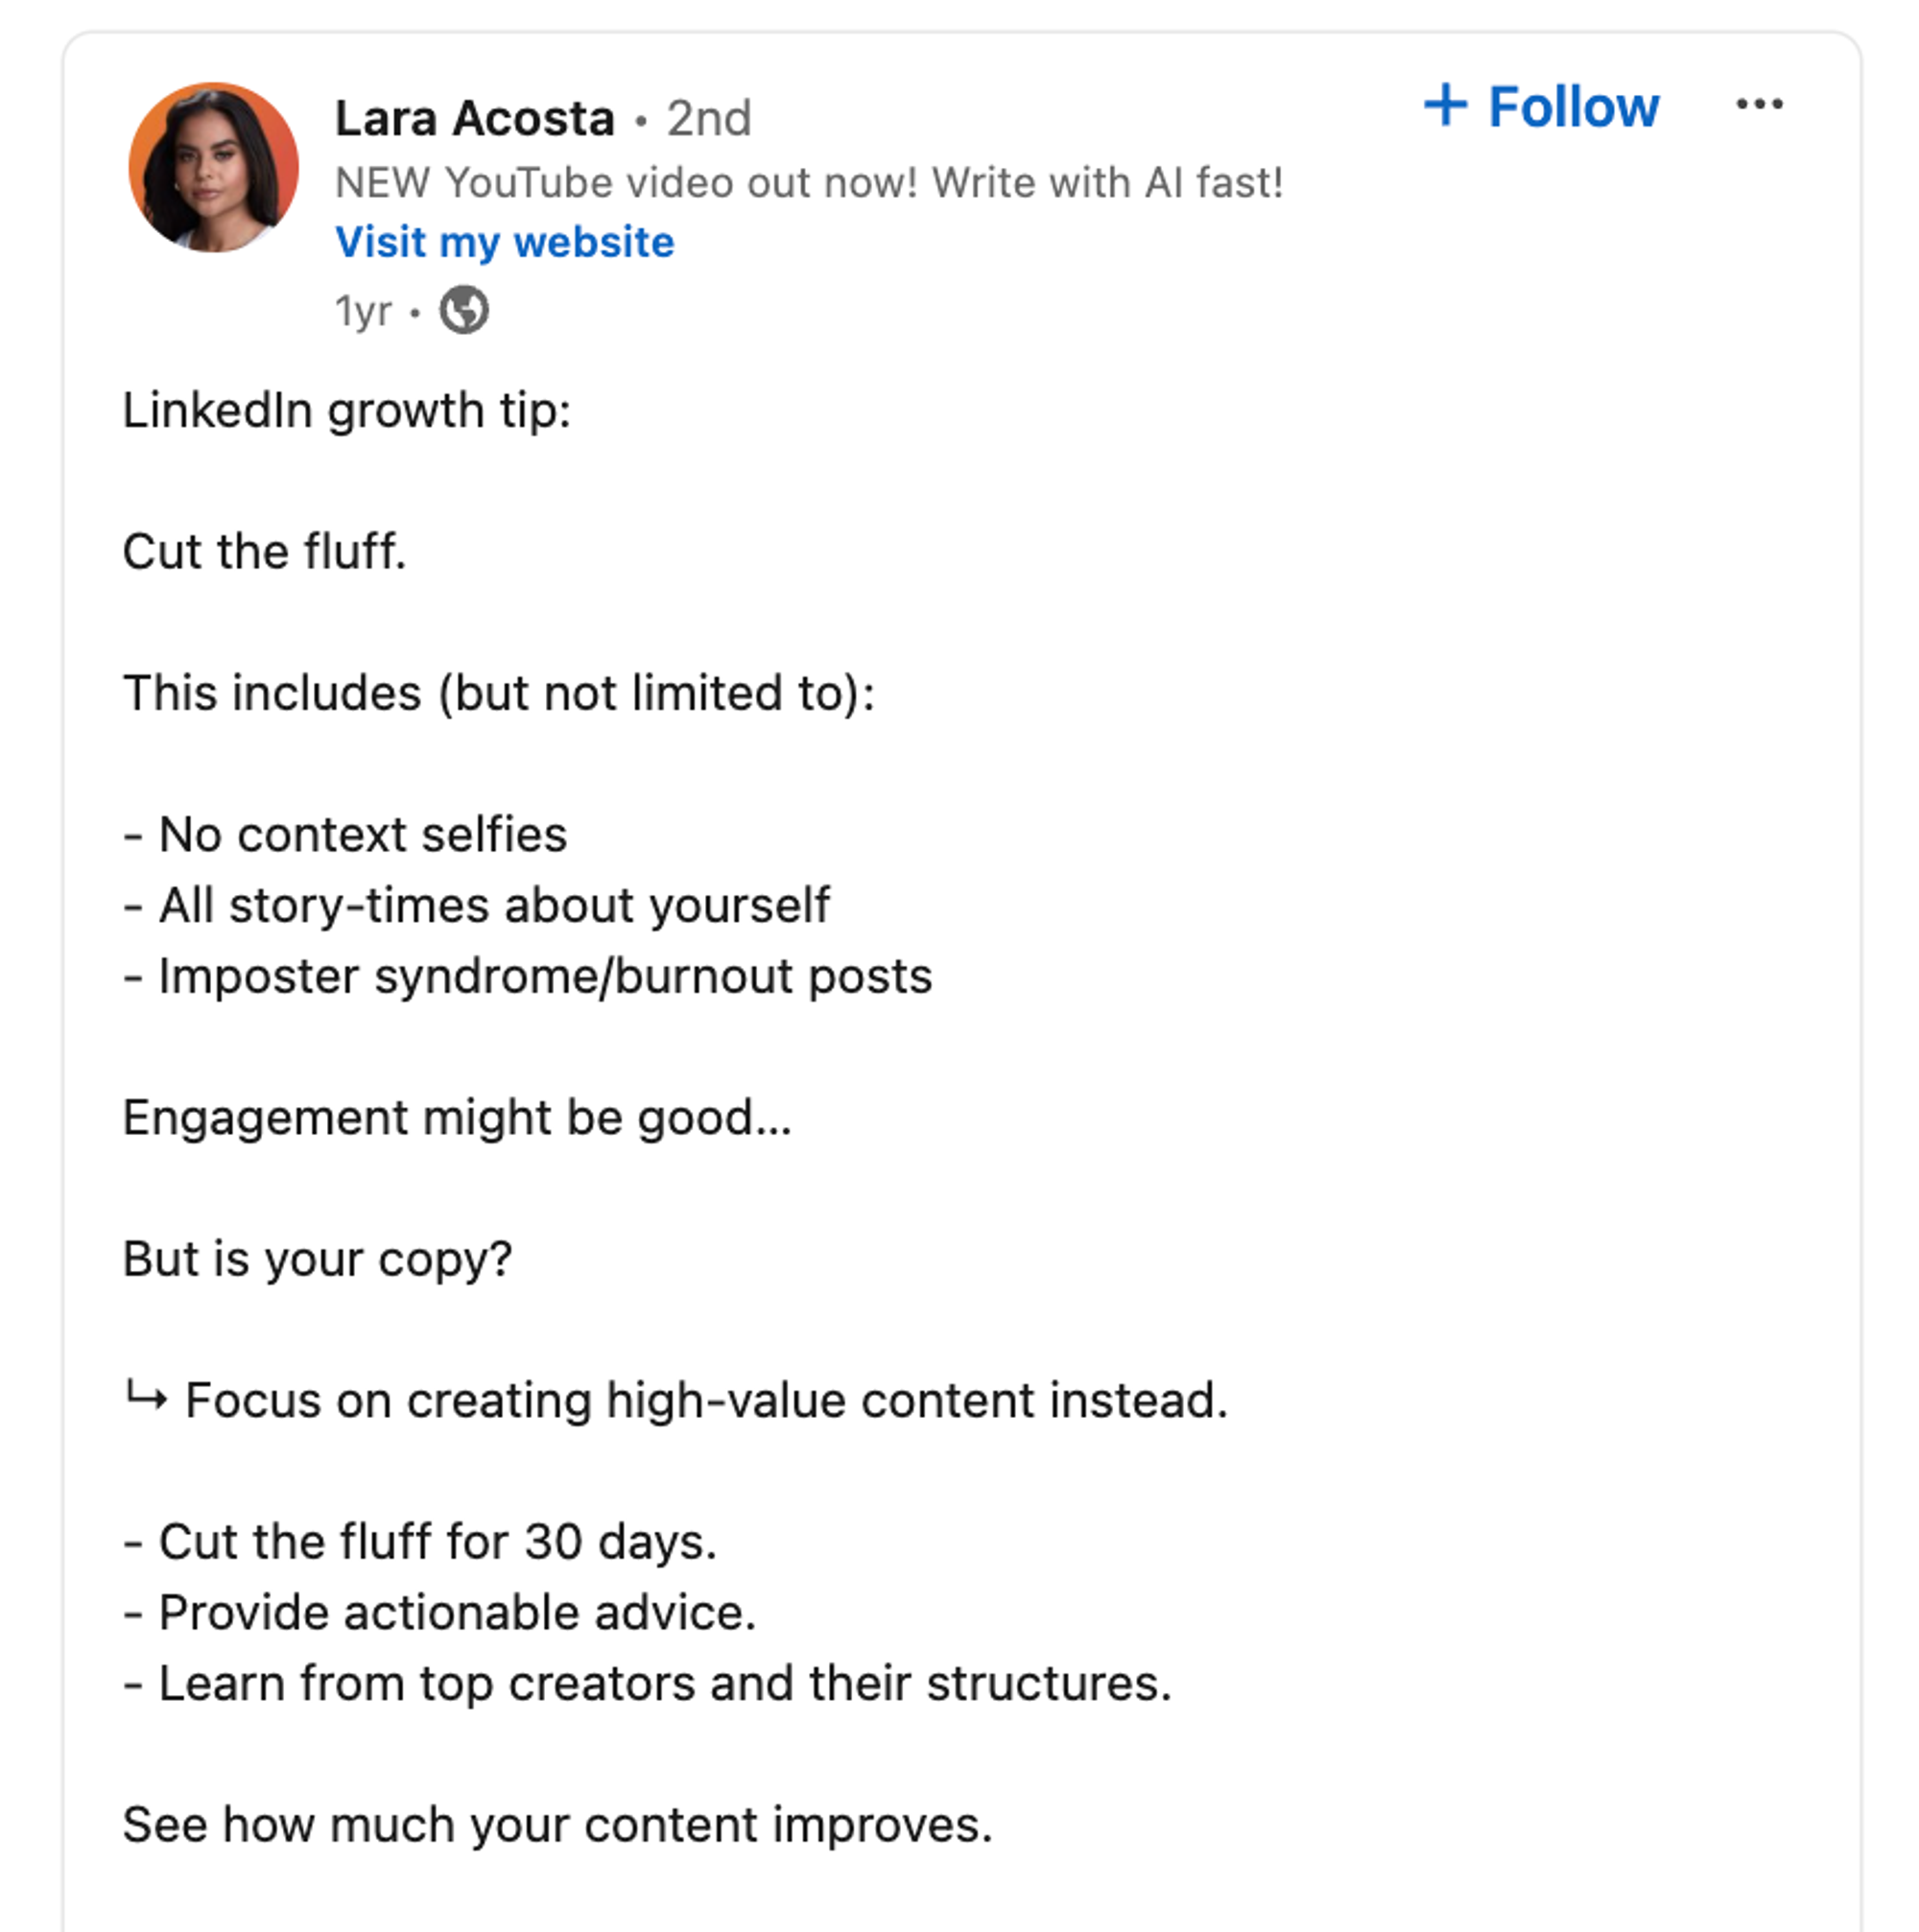 Lara Acosta • 2nd
+ Follow ...
NEW YouTube video out now! Write with AI fast!
Visit my website
1yr •
LinkedIn growth tip:
Cut the fluff.
This includes (but not limited to):
- No context selfies
- All story-times about yourself
- Imposter syndrome/burnout posts
Engagement might be good...
But is your copy?
↳ Focus on creating high-value content instead.
- Cut the fluff for 30 days.
- Provide actionable advice.
- Learn from top creators and their structures.
See how much your content improves.